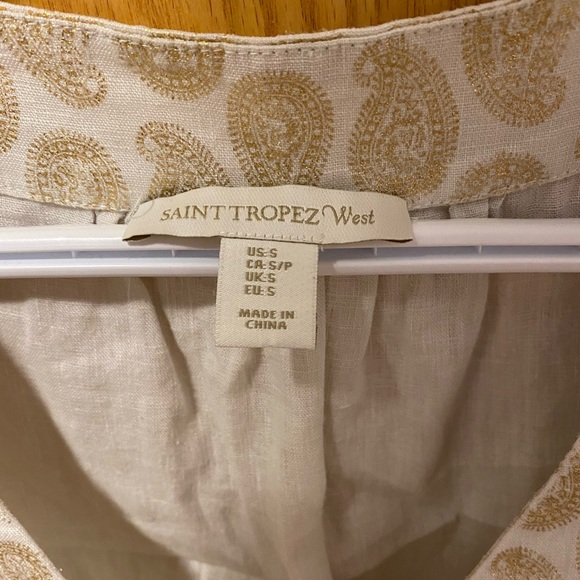 SAINT TROPEZ West
US:S
CA:S/P
UK:S
EU:S
MADE IN
CHINA